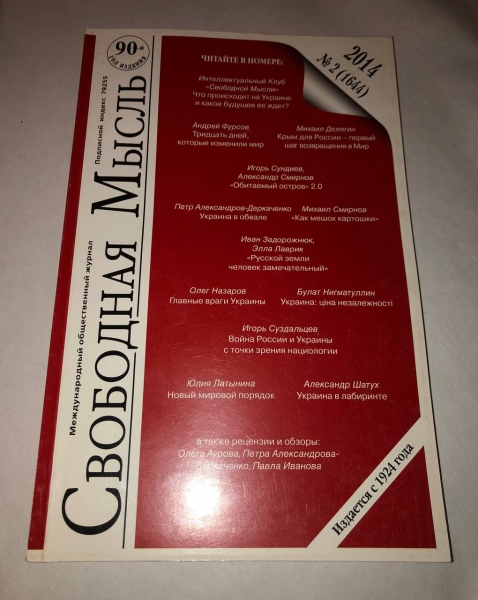 90-й
ГОД ИЗДАНИЯ
Подписной индекс 79255
Международный общественный журнал
СВОБОДНАЯ МЫСЛЬ
2014
№ 2 (1644)
ЧИТАЙТЕ В НОМЕРЕ:
Интеллектуальный Клуб
«Свободной Мысли»
Что происходит на Украине
и какое будущее ее ждет?
Андрей Фурсов
Тридцать дней,
которые изменили мир
Михаил Делягин
Крым для России – первый
шаг возвращения в Мир
Игорь Сундиев,
Александр Смирнов
«Обитаемый остров» 2.0
Петр Александров-Деркаченко
Украина в обвале
Михаил Смирнов
«Как мешок картошки»
Иван Задорожнюк,
Элла Лаврик
«Русской земли
человек замечательный»
Олег Назаров
Главные враги Украины
Булат Нигматуллин
Украина: ціна незалежності
Игорь Суздальцев
Война России и Украины
с точки зрения нациологии
Юлия Латынина
Новый мировой порядок
Александр Шатух
Украина в лабиринте
а также рецензии и обзоры:
Олега Аурова, Петра Александрова-
Деркаченко, Павла Иванова
Издается с 1924 года